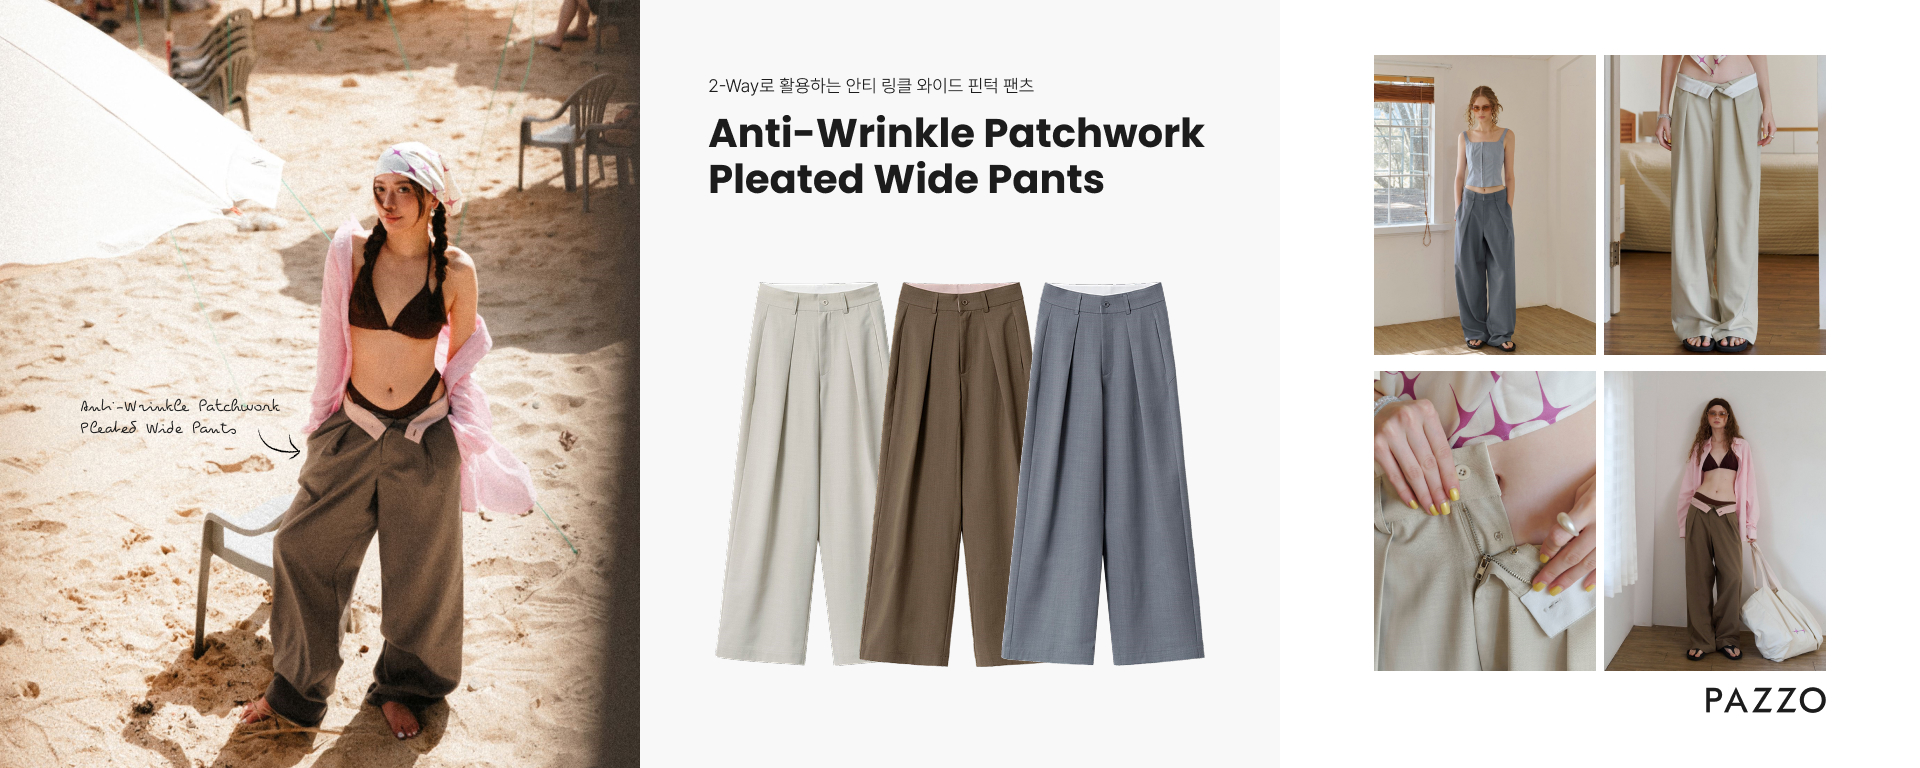 Anti-Wrinkle Patchwork
Pleated Wide Pants
2-Way로 활용하는 안티 링클 와이드 핀턱 팬츠
Anti-Wrinkle Patchwork
Pleated Wide Pants
PAZZO